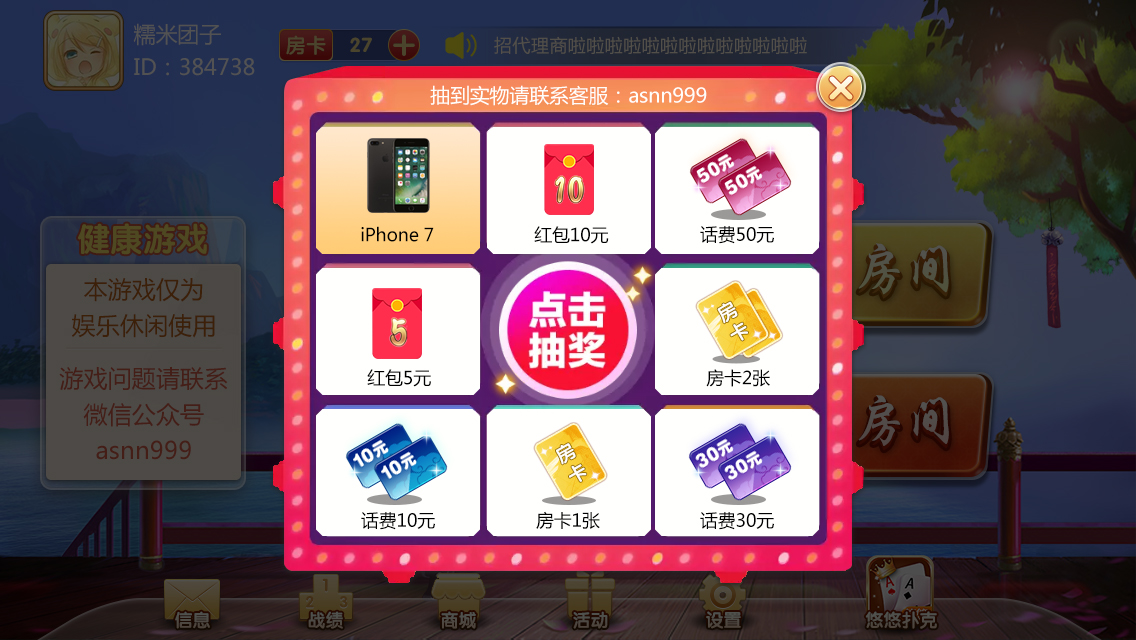 糯米团子
ID：384738
房卡 27
招代理商啦啦啦啦啦啦啦啦啦啦啦啦啦
抽到实物请联系客服：asnn999
iPhone 7
10
红包10元
50元
50元
话费50元
5
红包5元
点击
抽奖
房卡
房卡2张
10元
10元
话费10元
房卡
房卡1张
30元
30元
话费30元
健康游戏
本游戏仅为
娱乐休闲使用
游戏问题请联系
微信公众号
asnn999
房间
房间
信息
1
2 3
战绩
商城
活动
设置
A A
悠悠扑克